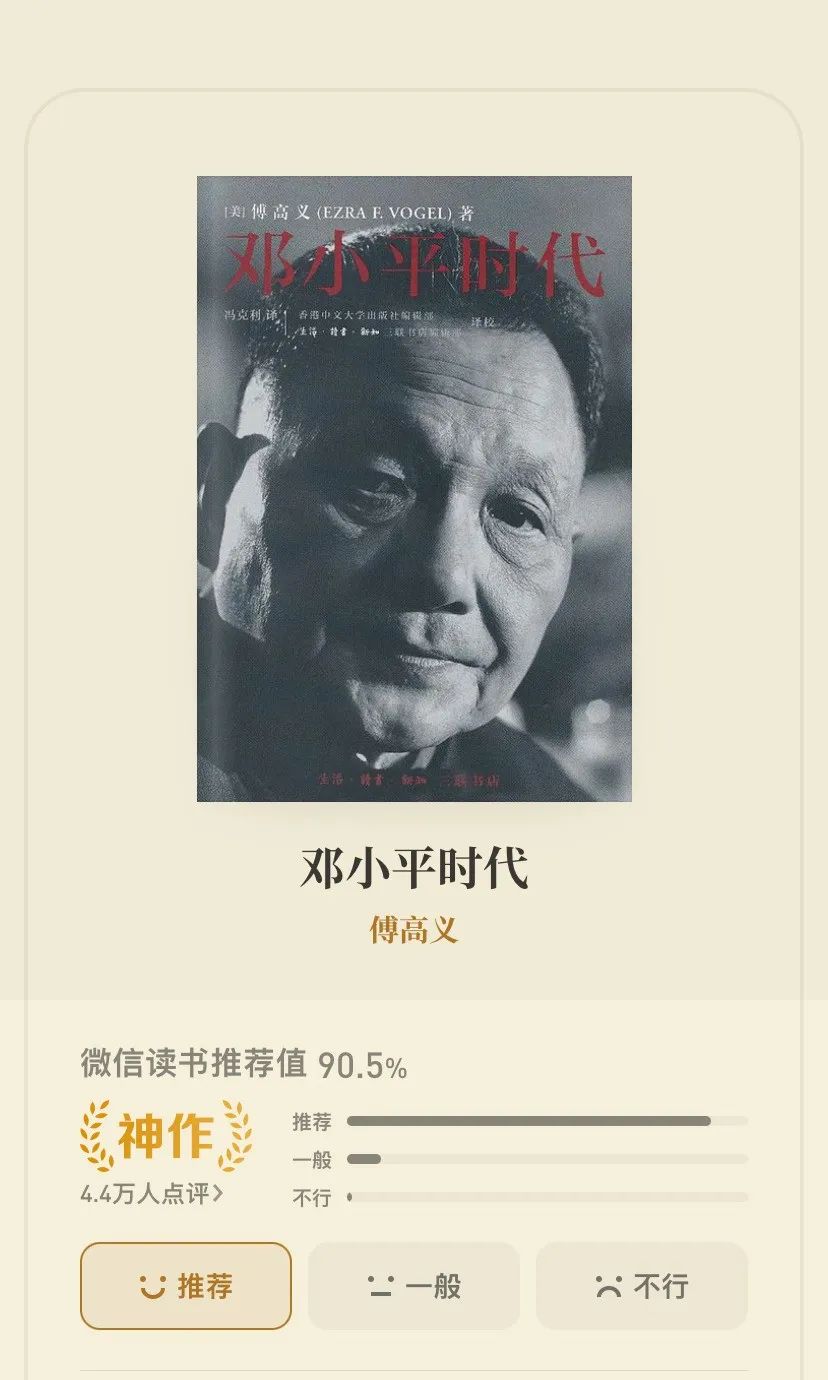 [美] 傅高义 (EZRA F. VOGEL) 著
邓小平时代
冯克利 译
香港中文大学出版社编辑部
生活·讀書·新知 三联书店编辑部
译校
生活·讀書·新知 三联书店
邓小平时代
傅高义
微信读书推荐值 90.5%
神作
4.4万人点评>
推荐
一般
不行
推荐
一般
不行